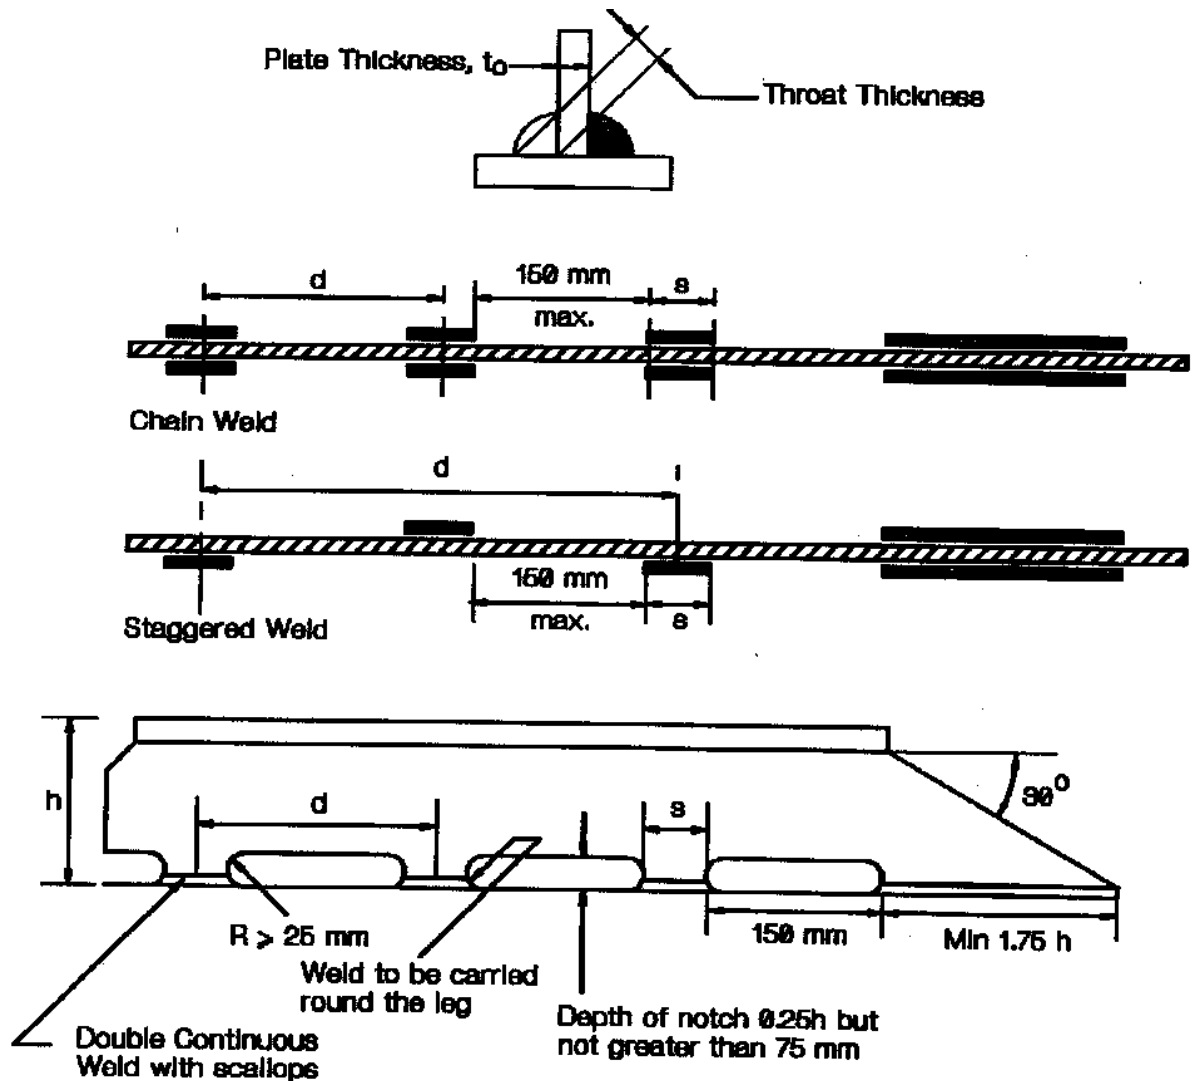 Plate Thickness, to
Throat Thickness
d
150 mm
max.
s
Chain Weld
d
150 mm
max.
s
Staggered Weld
h
d
s
30°
R ⩾ 25 mm
150 mm
Min 1.75 h
Weld to be carried
round the leg
Depth of notch 0.25h but
not greater than 75 mm
Double Continuous
Weld with scallops